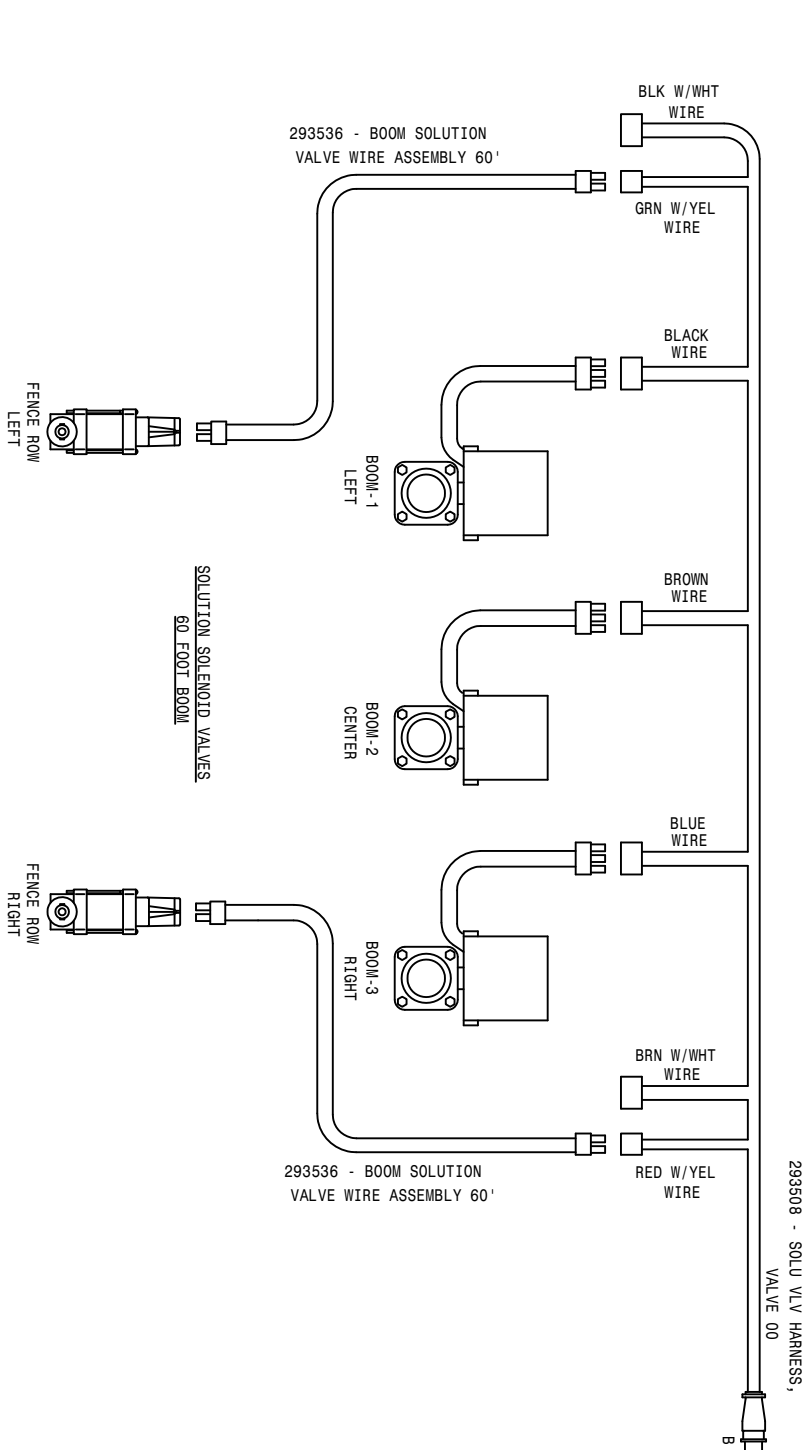 BLK W/WHT
WIRE
293536 - BOOM SOLUTION
VALVE WIRE ASSEMBLY 60'
GRN W/YEL
WIRE
BLACK
WIRE
FENCE ROW
LEFT
BOOM-1
LEFT
BROWN
WIRE
SOLUTION SOLENOID VALVES
60 FOOT BOOM
BOOM-2
CENTER
BLUE
WIRE
FENCE ROW
RIGHT
BOOM-3
RIGHT
BRN W/WHT
WIRE
293536 - BOOM SOLUTION
VALVE WIRE ASSEMBLY 60'
RED W/YEL
WIRE
293508 - SOLU VLV HARNESS,
VALVE 00
B